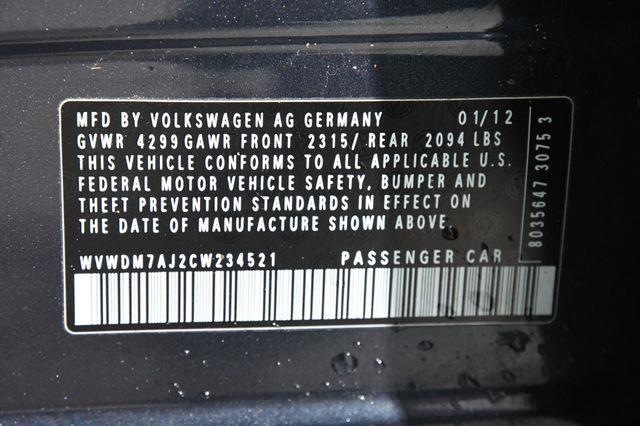 MFD BY VOLKSWAGEN AG GERMANY 01/12
GVWR 4299 GAWR FRONT 2315/ REAR 2094 LBS
THIS VEHICLE CONFORMS TO ALL APPLICABLE U.S.
FEDERAL MOTOR VEHICLE SAFETY, BUMPER AND
THEFT PREVENTION STANDARDS IN EFFECT ON
THE DATE OF MANUFACTURE SHOWN ABOVE.
WVWDM7AJ2CW234521 PASSENGER CAR
8035647 3075 3